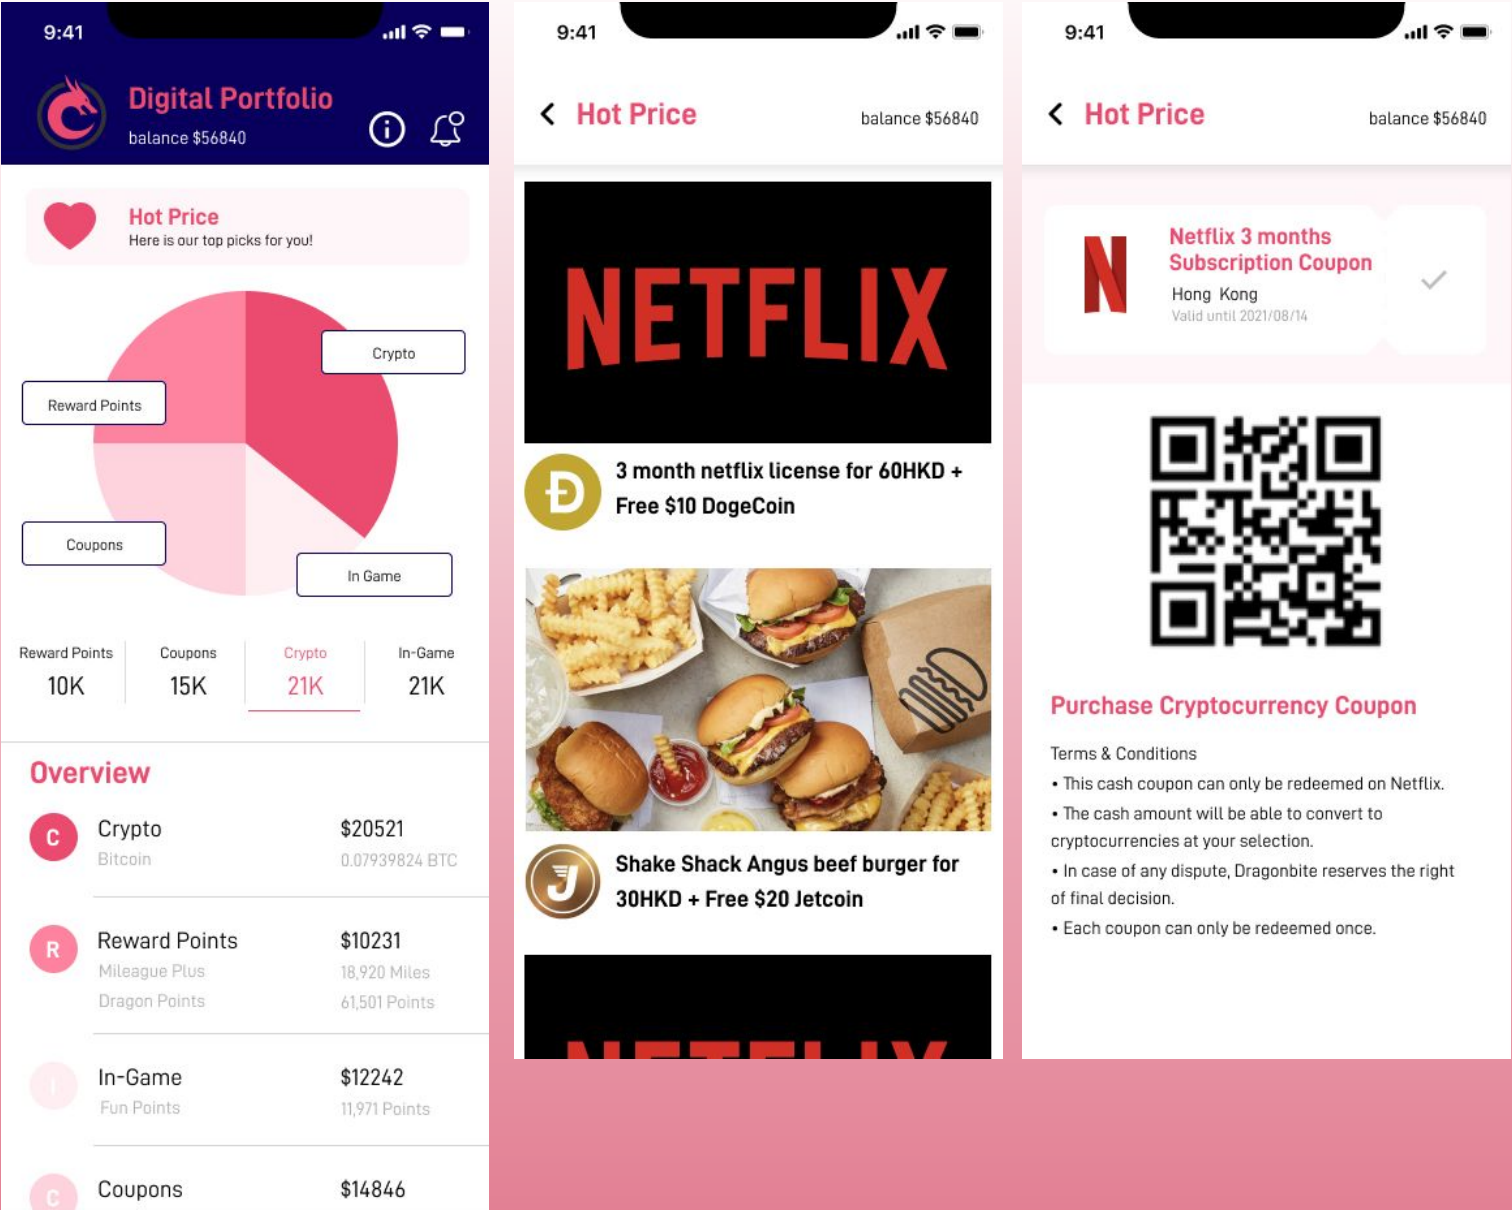 9:41
Digital Portfolio
balance $56840
Hot Price
Here is our top picks for you!
Crypto
Reward Points
Coupons
In Game
Reward Points
10K
Coupons
15K
Crypto
21K
In-Game
21K
Overview
C
Crypto
$20521
Bitcoin
0.07939824 BTC
R
Reward Points
$10231
Mileague Plus
18,920 Miles
Dragon Points
61,501 Points
I
In-Game
$12242
Fun Points
11,971 Points
C
Coupons
$14846
9:41
Hot Price
balance $56840
NETFLIX
3 month netflix license for 60HKD +
Free $10 DogeCoin
Shake Shack Angus beef burger for
30HKD + Free $20 Jetcoin
NETFLIX
9:41
Hot Price
balance $56840
N
Netflix 3 months
Subscription Coupon
Hong Kong
Valid until 2021/08/14
Purchase Cryptocurrency Coupon
Terms & Conditions
• This cash coupon can only be redeemed on Netflix.
• The cash amount will be able to convert to
cryptocurrencies at your selection.
• In case of any dispute, Dragonbite reserves the right
of final decision.
• Each coupon can only be redeemed once.